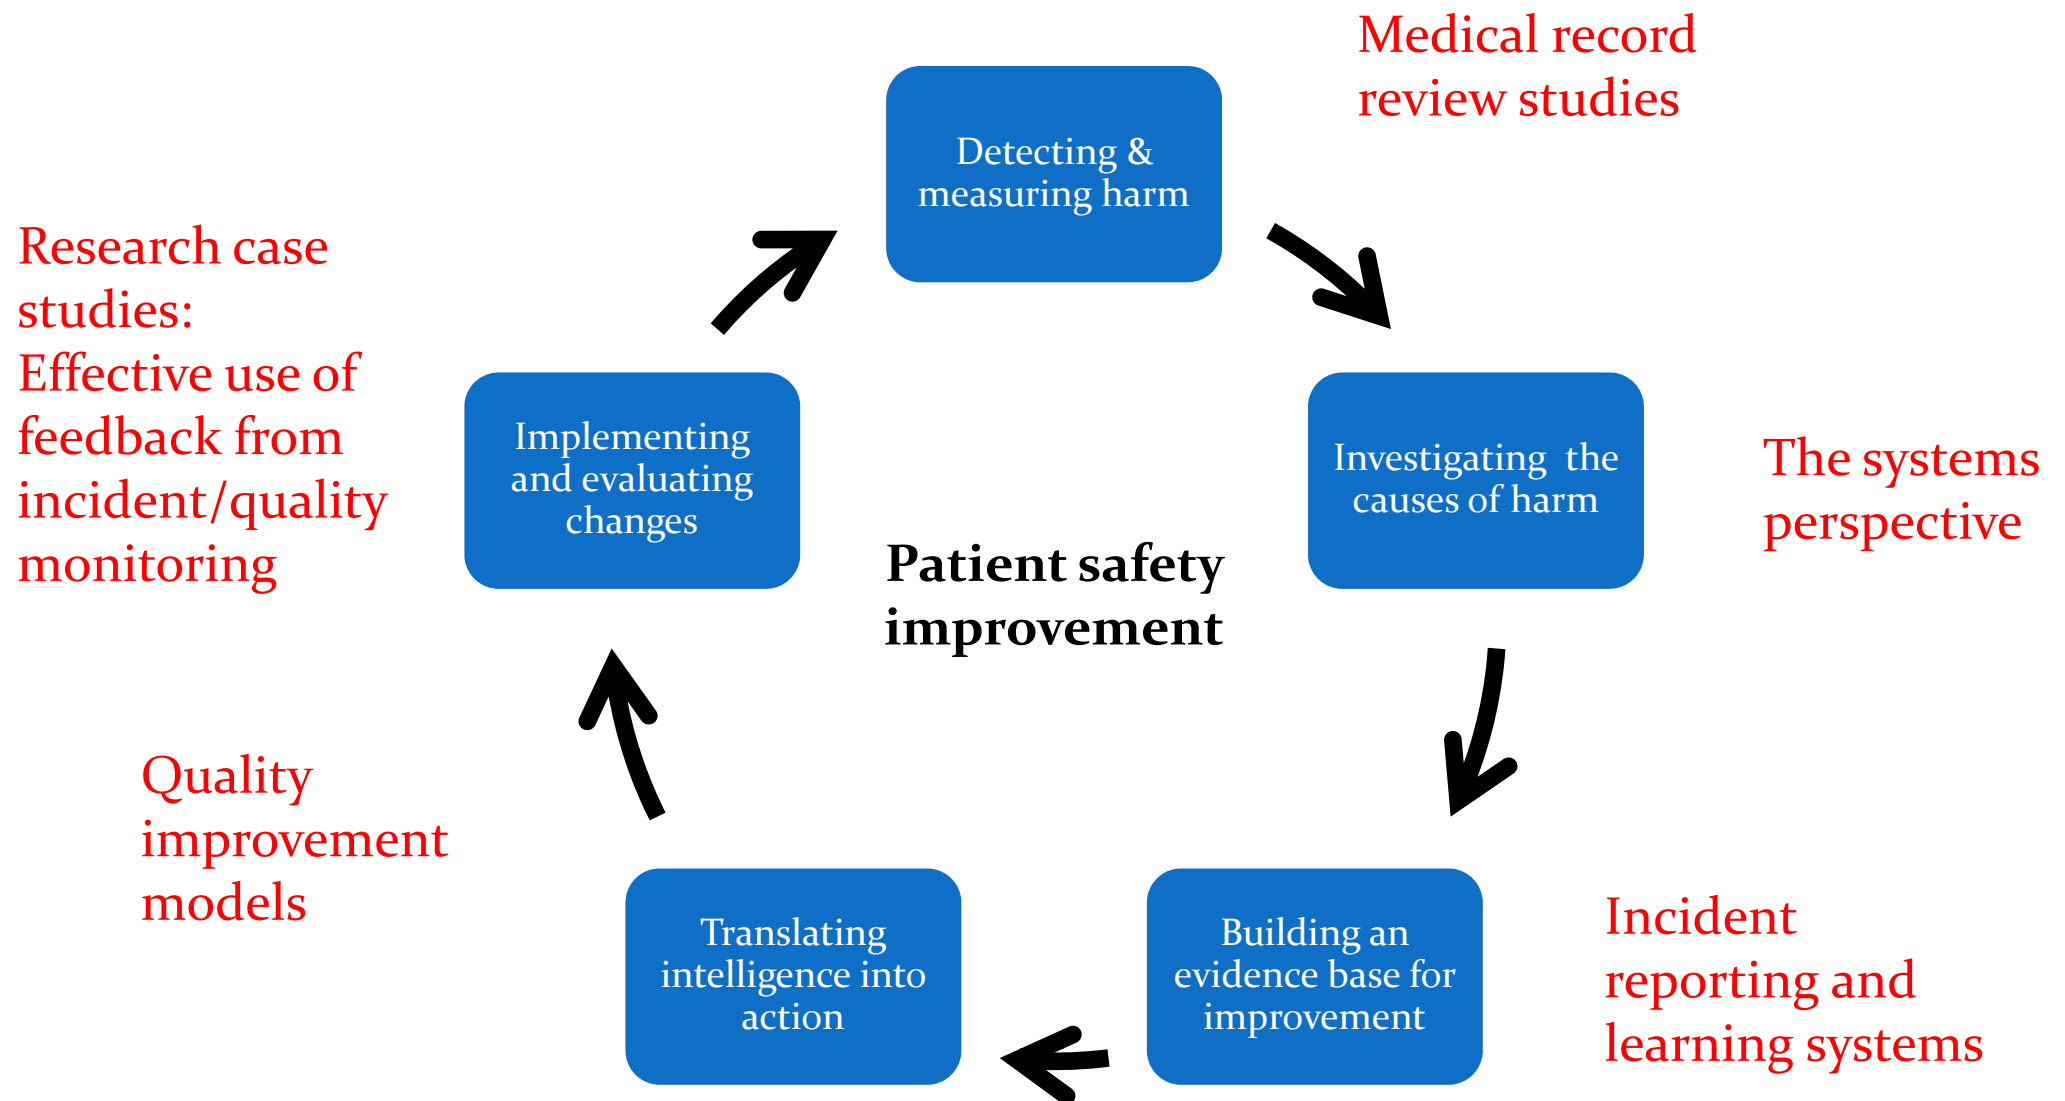 Medical record
review studies
Detecting &
measuring harm
Research case
studies:
Effective use of
feedback from
incident/quality
monitoring
Implementing
and evaluating
changes
Investigating  the
causes of harm
The systems
perspective
Patient safety
improvement
Quality
improvement
models
Translating
intelligence into
action
Building an
evidence base for
improvement
Incident
reporting and
learning systems